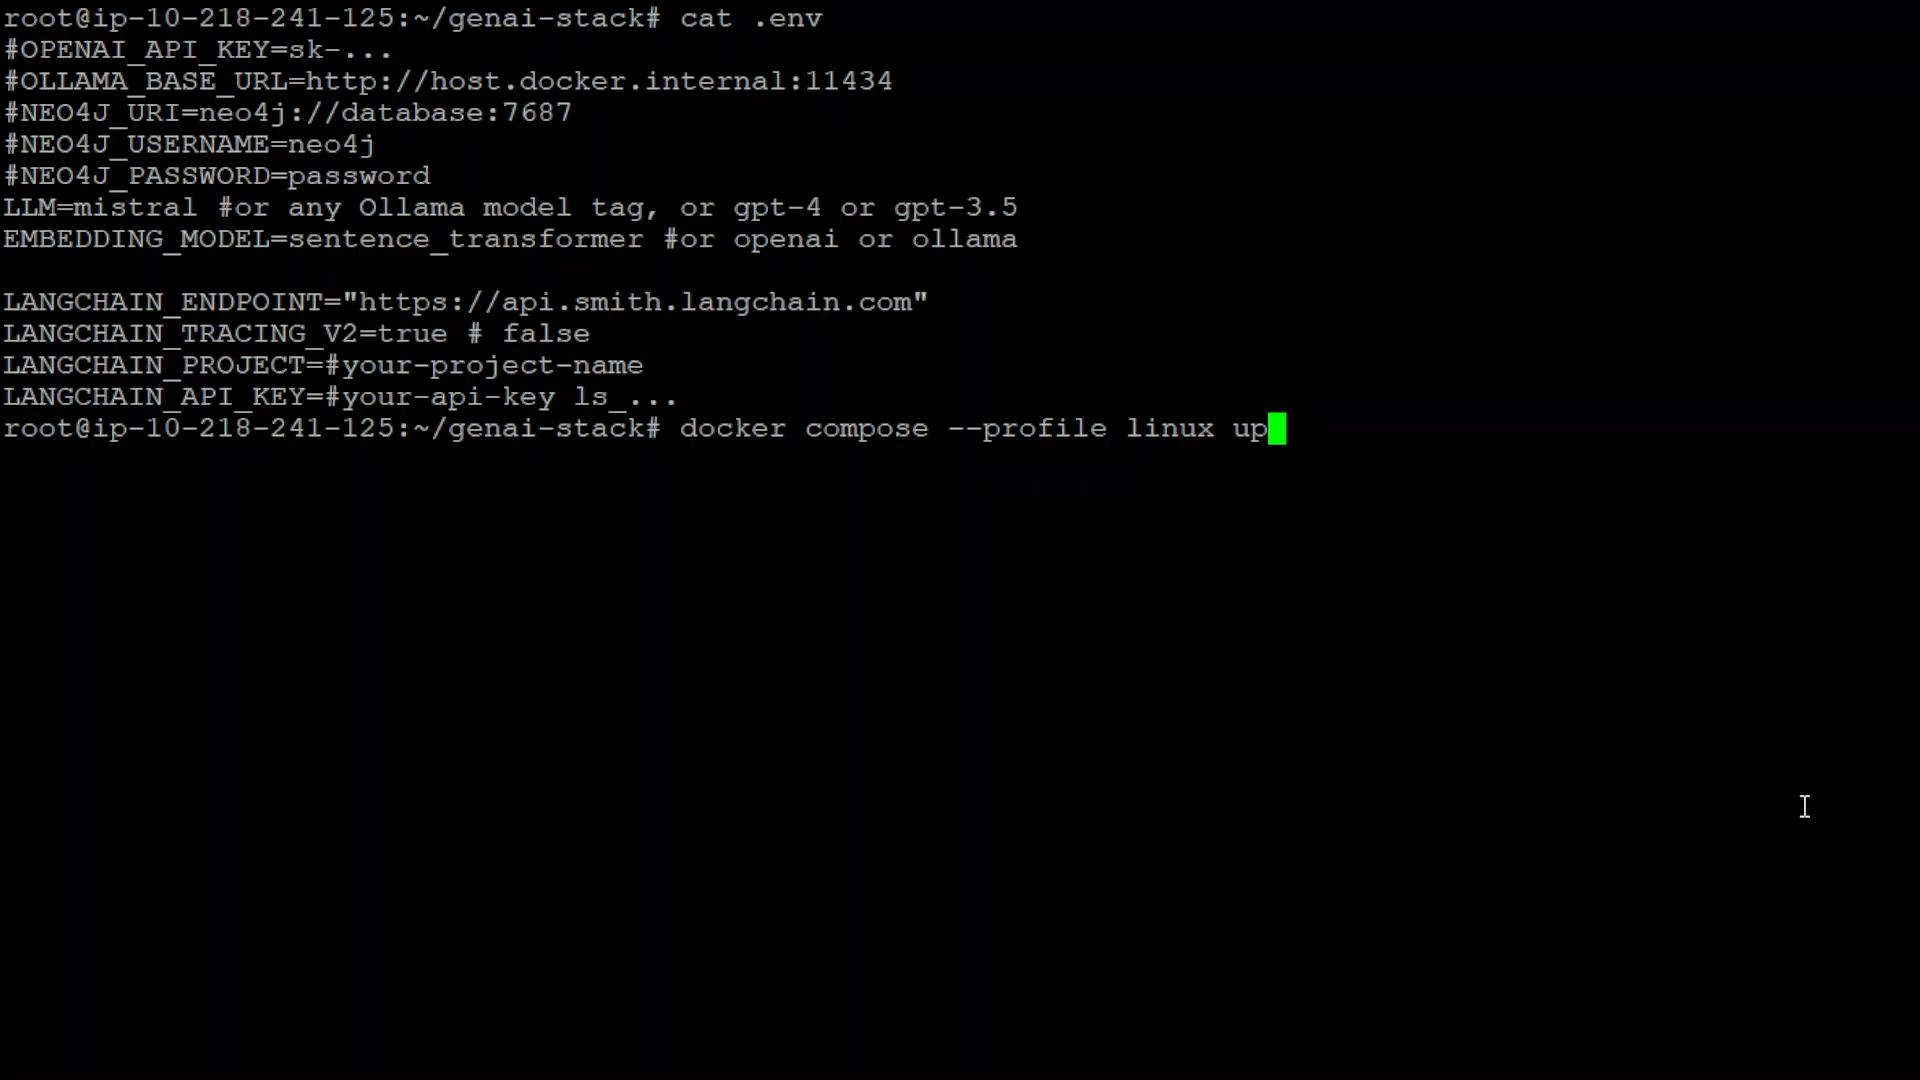 root@ip-10-218-241-125:~/genai-stack# cat .env
#OPENAI_API_KEY=sk-...
#OLLAMA_BASE_URL=http://host.docker.internal:11434
#NEO4J_URI=neo4j://database:7687
#NEO4J_USERNAME=neo4j
#NEO4J_PASSWORD=password
LLM=mistral #or any Ollama model tag, or gpt-4 or gpt-3.5
EMBEDDING_MODEL=sentence_transformer #or openai or ollama
LANGCHAIN_ENDPOINT="https://api.smith.langchain.com"
LANGCHAIN_TRACING_V2=true # false
LANGCHAIN_PROJECT=#your-project-name
LANGCHAIN_API_KEY=#your-api-key ls_...
root@ip-10-218-241-125:~/genai-stack# docker compose --profile linux up